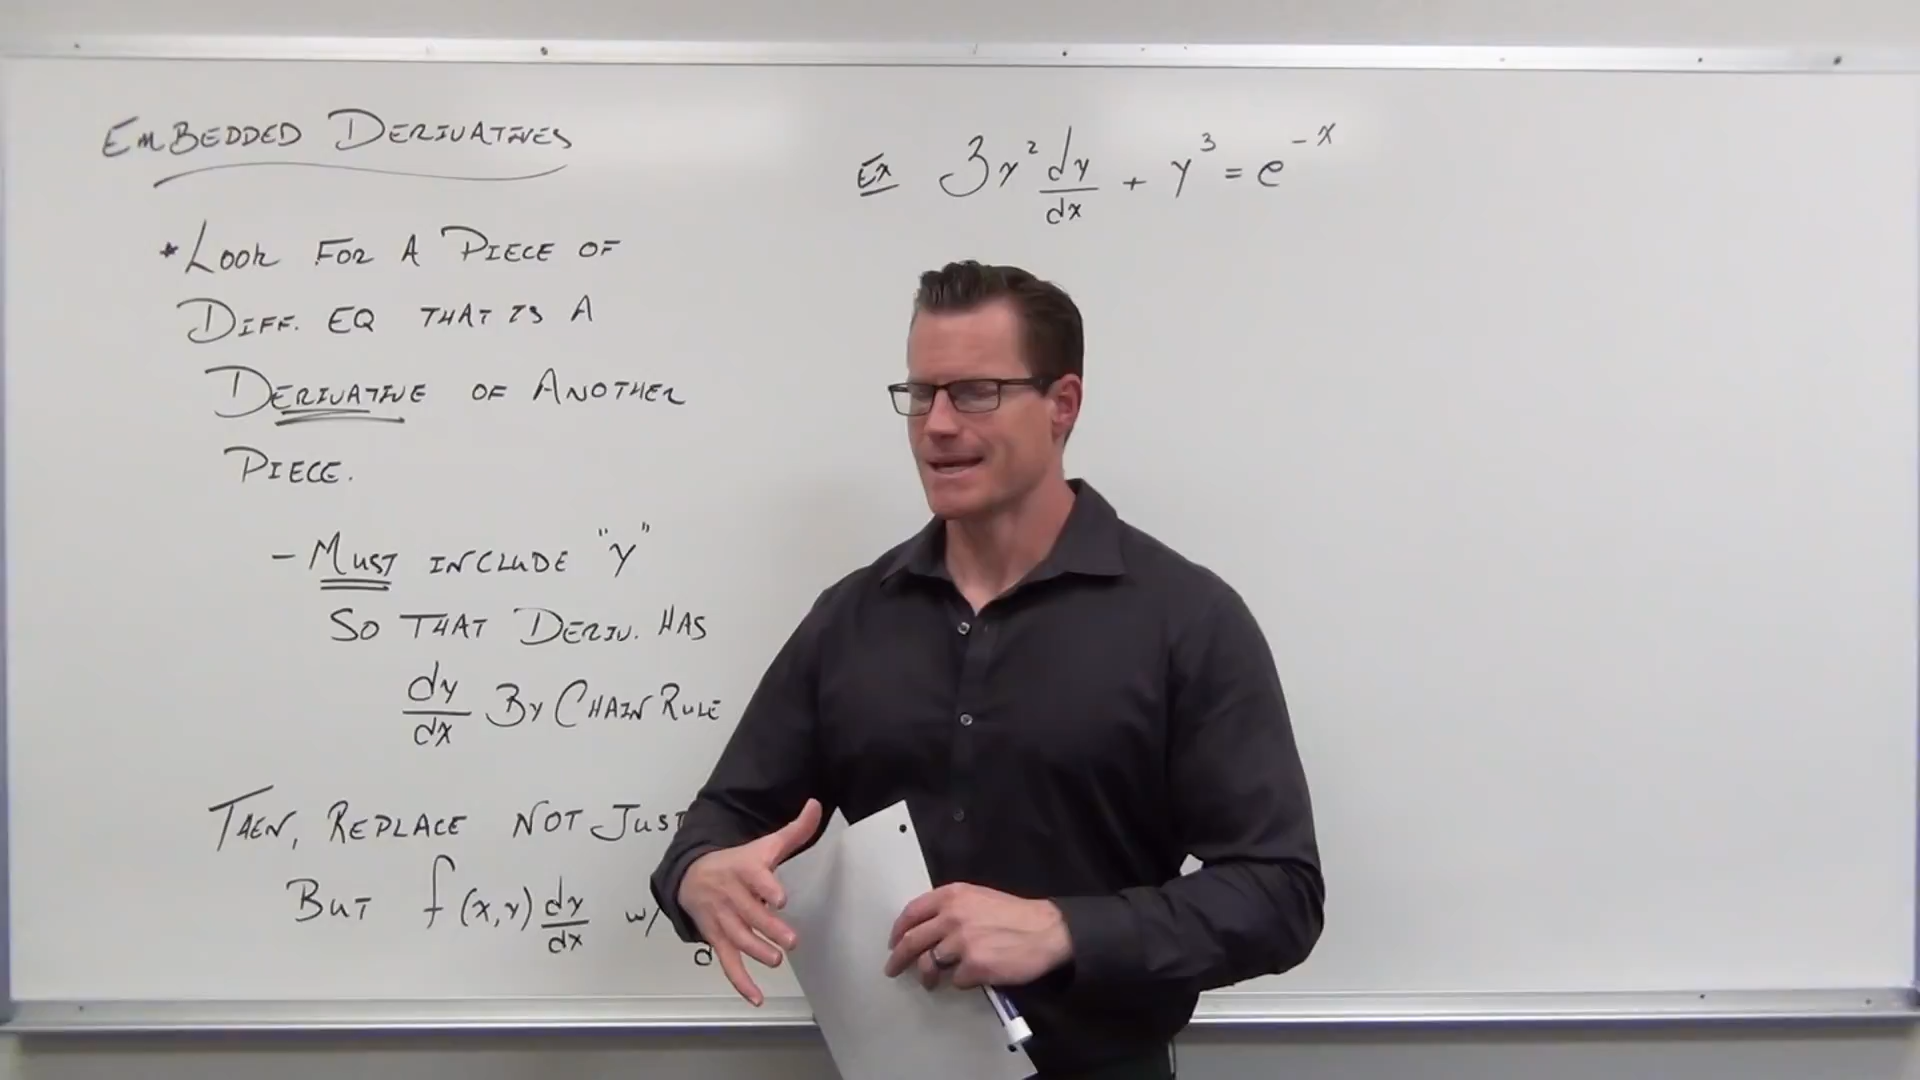 EMBEDDED DERIVATIVES
*LOOK FOR A PIECE OF
DIFF. EQ THAT IS A
DERIVATIVE OF ANOTHER
PIECE.
- MUST INCLUDE "y"
SO THAT DERIV. HAS
dy/dx BY CHAIN RULE
THEN, REPLACE NOT JUST
BUT f(x,y) dy/dx w/ d
Ex 3y² dy/dx + y³ = e^-x